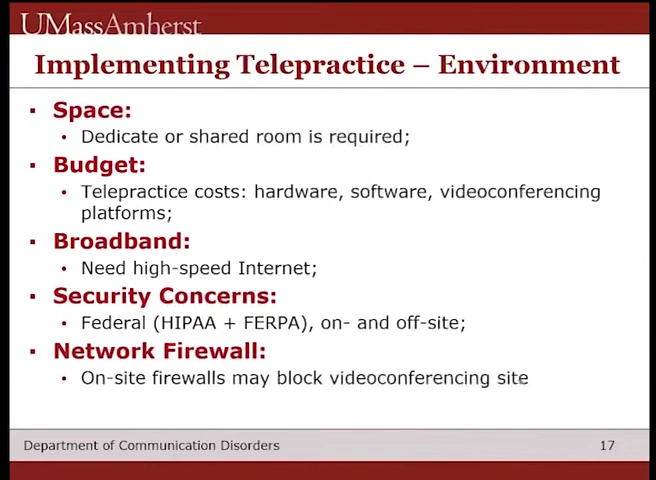 UMassAmherst
Implementing Telepractice – Environment
▪ Space:
• Dedicate or shared room is required;
▪ Budget:
• Telepractice costs: hardware, software, videoconferencing
platforms;
▪ Broadband:
• Need high-speed Internet;
▪ Security Concerns:
• Federal (HIPAA + FERPA), on- and off-site;
▪ Network Firewall:
• On-site firewalls may block videoconferencing site
Department of Communication Disorders
17